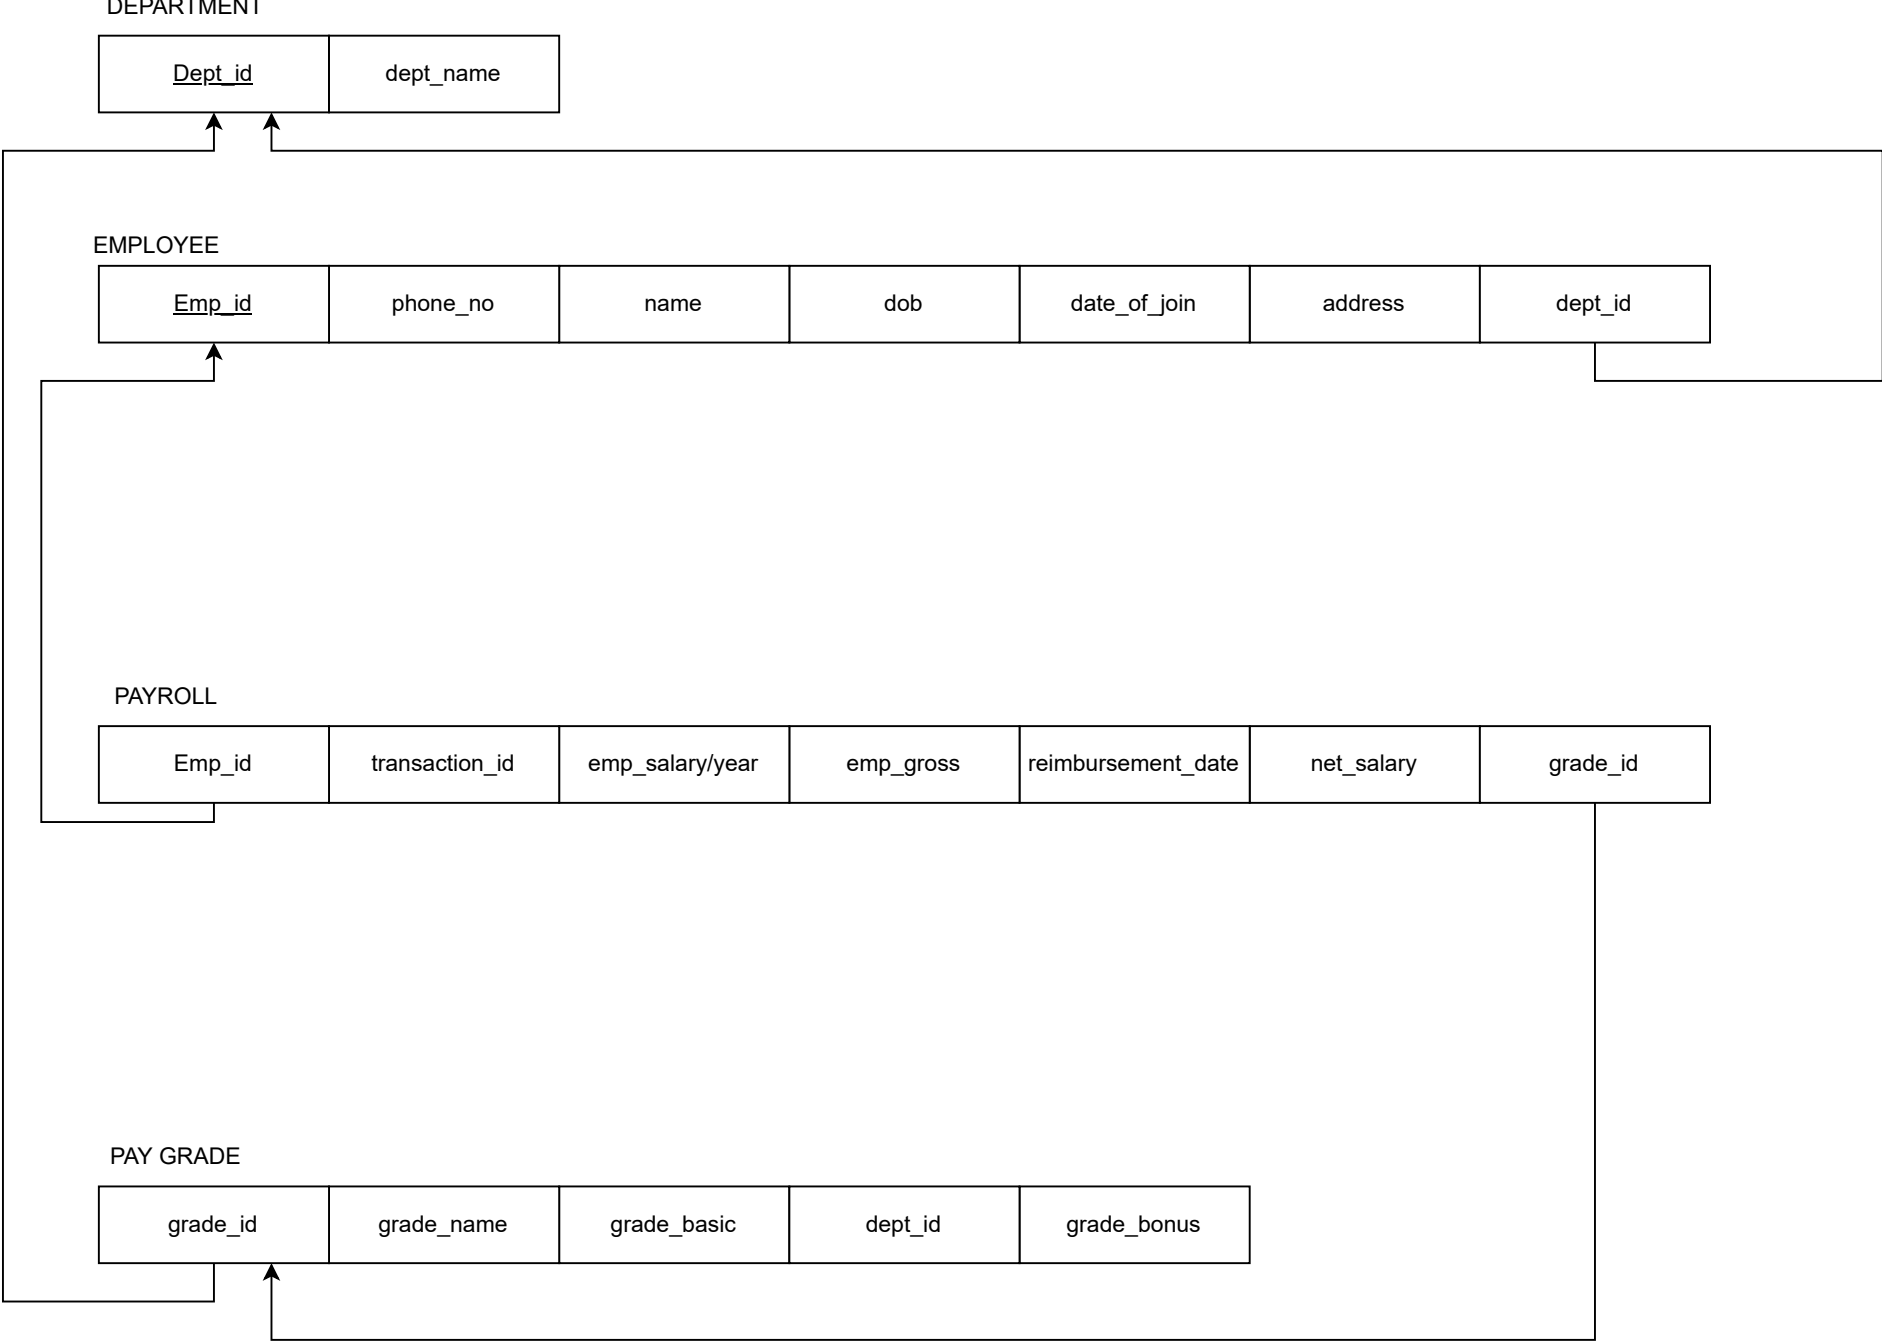 DEPARTMENT
Dept_id dept_name
EMPLOYEE
Emp_id phone_no name dob date_of_join address dept_id
PAYROLL
Emp_id transaction_id emp_salary/year emp_gross reimbursement_date net_salary grade_id
PAY GRADE
grade_id grade_name grade_basic dept_id grade_bonus